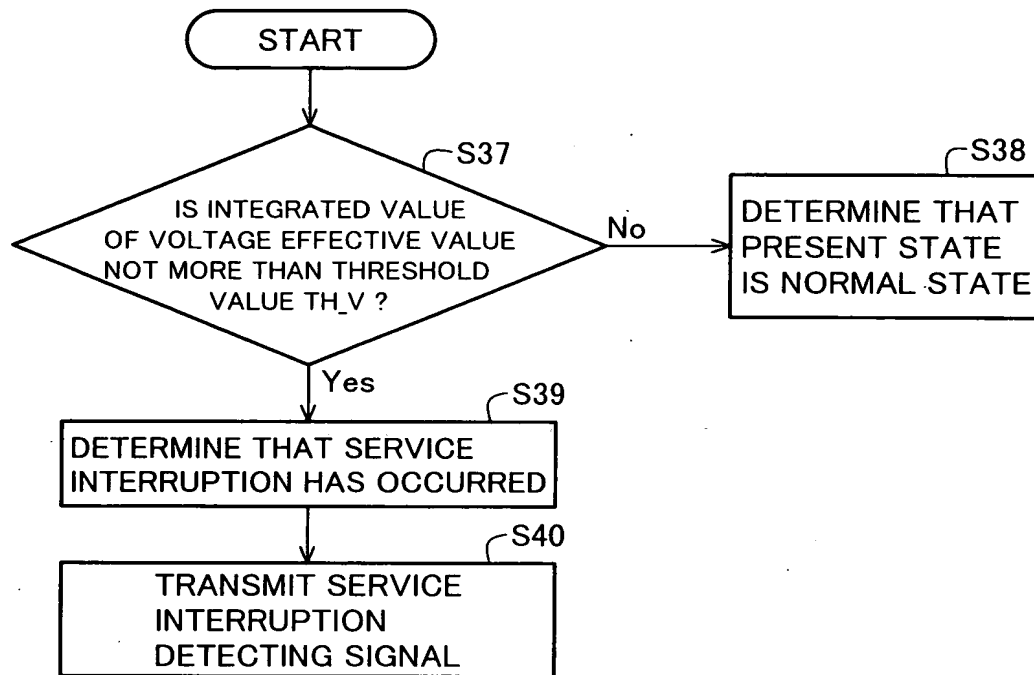 START
S37
IS INTEGRATED VALUE
OF VOLTAGE EFFECTIVE VALUE
NOT MORE THAN THRESHOLD
VALUE TH_V ?
No
S38
DETERMINE THAT
PRESENT STATE
IS NORMAL STATE
Yes
S39
DETERMINE THAT SERVICE
INTERRUPTION HAS OCCURRED
S40
TRANSMIT SERVICE
INTERRUPTION
DETECTING SIGNAL